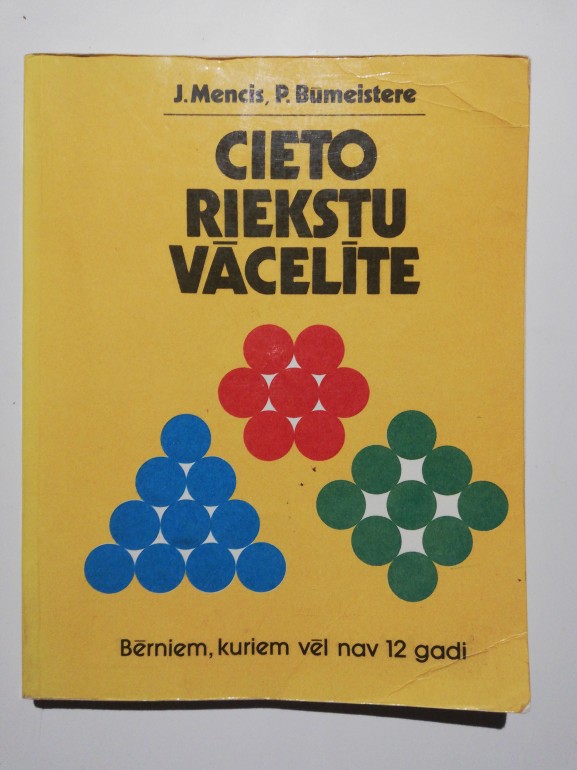 J. Mencis, P. Būmeistere
CIETO
RIEKSTU
VĀCELĪTE
Bērniem, kuriem vēl nav 12 gadi